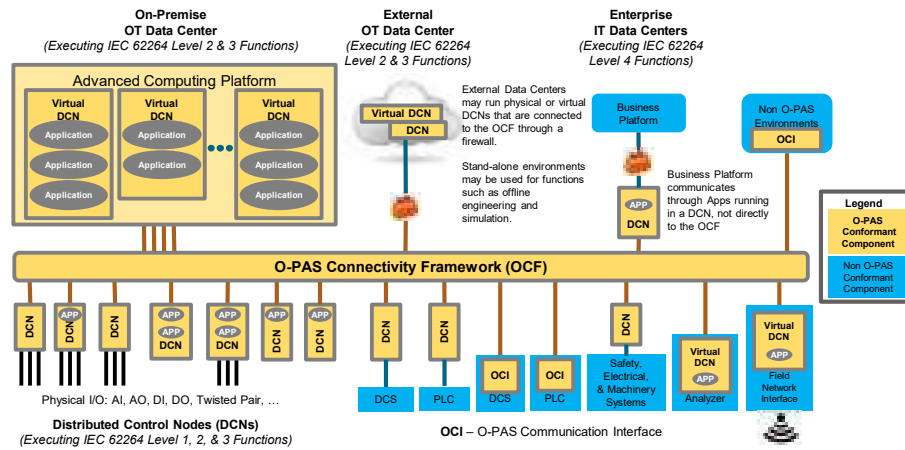 On-Premise
OT Data Center
(Executing IEC 62264 Level 2 & 3 Functions)
External
OT Data Center
(Executing IEC 62264
Level 2 & 3 Functions)
Enterprise
IT Data Centers
(Executing IEC 62264
Level 4 Functions)
Advanced Computing Platform
Virtual
DCN
Application
Application
Application
Virtual
DCN
Application
Application
Virtual
DCN
Application
Application
Application
Virtual DCN
DCN
External Data Centers
may run physical or virtual
DCNs that are connected
to the OCF through a
firewall.
Stand-alone environments
may be used for functions
such as offline
engineering and
simulation.
Business
Platform
APP
DCN
Business Platform
communicates
through Apps running
in a DCN, not directly
to the OCF
Non O-PAS
Environments
OCI
Legend
O-PAS
Conformant
Component
Non O-PAS
Conformant
Component
O-PAS Connectivity Framework (OCF)
DCN
APP
DCN
DCN
APP
APP
DCN
APP
APP
DCN
APP
DCN
APP
DCN
DCN
DCS
DCN
PLC
OCI
DCS
OCI
PLC
DCN
Safety,
Electrical,
& Machinery
Systems
Virtual
DCN
APP
Analyzer
Virtual
DCN
APP
Field
Network
Interface
Physical I/O: AI, AO, DI, DO, Twisted Pair, …
Distributed Control Nodes (DCNs)
(Executing IEC 62264 Level 1, 2, & 3 Functions)
OCI – O-PAS Communication Interface